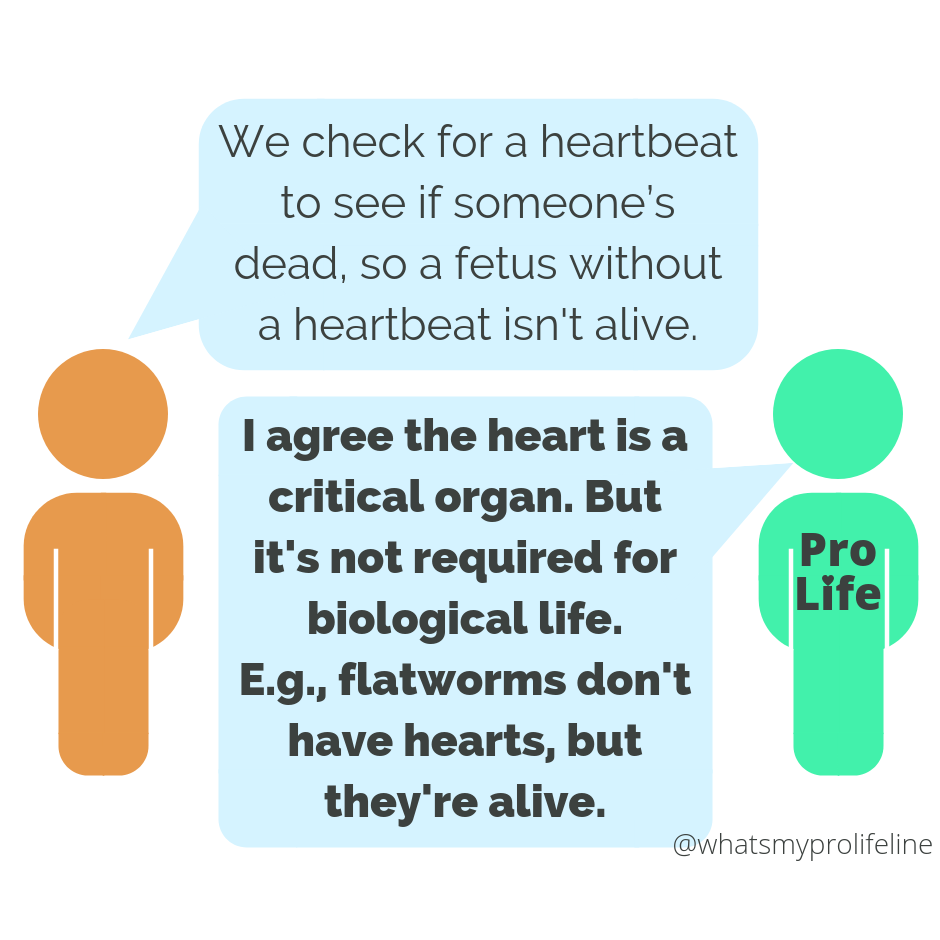 We check for a heartbeat
to see if someone’s
dead, so a fetus without
a heartbeat isn't alive.
I agree the heart is a
critical organ. But
it's not required for
biological life.
E.g., flatworms don't
have hearts, but
they're alive.
Pro
Life
@whatsmyprolifeline